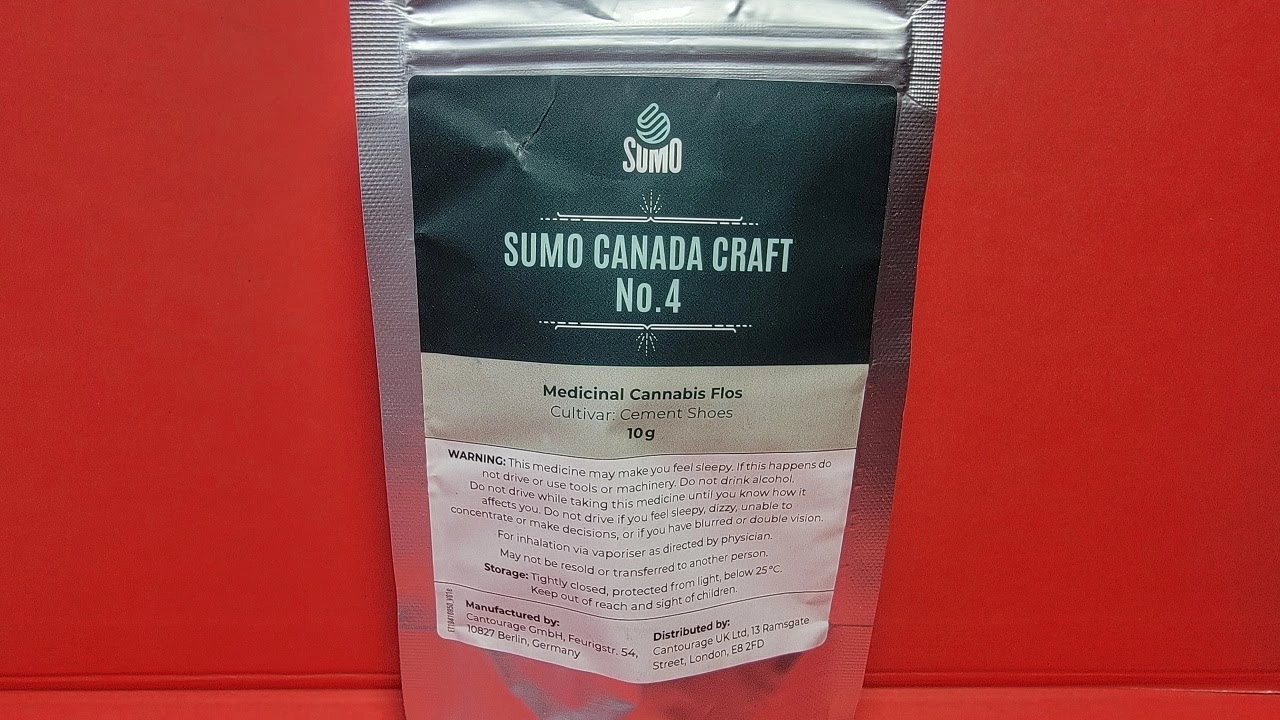 SUMO
SUMO CANADA CRAFT
No.4
Medicinal Cannabis Flos
Cultivar: Cement Shoes
10g
WARNING: This medicine may make you feel sleepy. If this happens do
not drive or use tools or machinery. Do not drink alcohol.
Do not drive while taking this medicine until you know how it
affects you. Do not drive if you feel sleepy, dizzy, unable to
concentrate or make decisions, or if you have blurred or double vision.
For inhalation via vaporiser as directed by physician.
May not be resold or transferred to another person.
Storage: Tightly closed, protected from light, below 25°C.
Keep out of reach and sight of children.
Manufactured by:
Cantourage GmbH, Feurigstr. 54,
10827 Berlin, Germany
Distributed by:
Cantourage UK Ltd, 13 Ramsgate
Street, London, E8 2FD